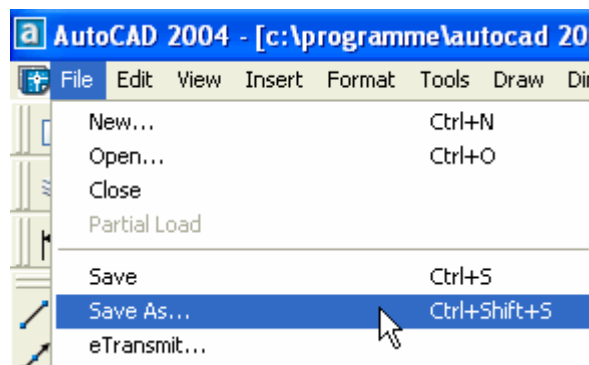 a AutoCAD 2004 - [c:\programme\autocad 20
File Edit View Insert Format Tools Draw Di
New... Ctrl+N
Open... Ctrl+O
Close
Partial Load
Save Ctrl+S
Save As... Ctrl+Shift+S
eTransmit...